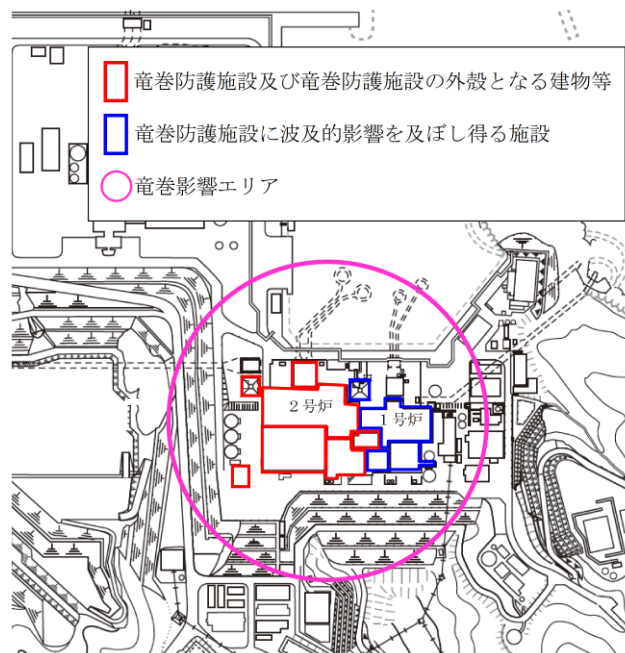 竜巻防護施設及び竜巻防護施設の外殻となる建物等
竜巻防護施設に波及的影響を及ぼし得る施設
竜巻影響エリア
2号炉
1号炉